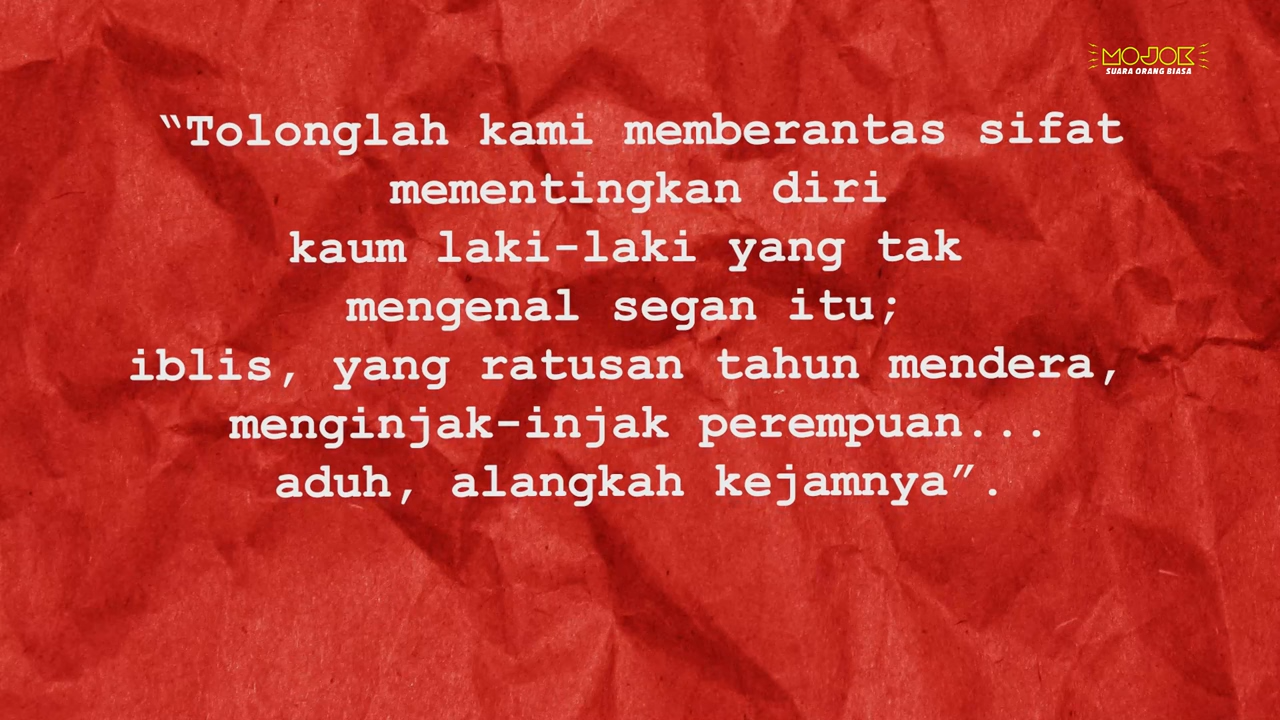 MOJOK
SUARA ORANG BIASA
“Tolonglah kami memberantas sifat
mementingkan diri
kaum laki-laki yang tak
mengenal segan itu;
iblis, yang ratusan tahun mendera,
menginjak-injak perempuan...
aduh, alangkah kejamnya”.